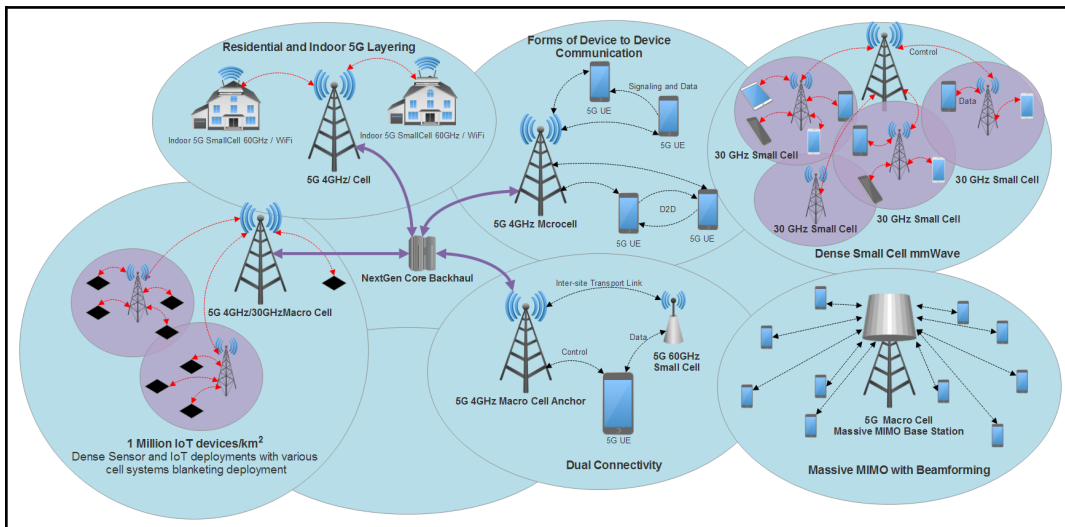 Residential and Indoor 5G Layering
Indoor 5G SmallCell 60GHz / WiFi
Indoor 5G SmallCell 60GHz / WiFi
5G 4GHz/ Cell
Forms of Device to Device
Communication
5G UE
Signaling and Data
5G UE
5G 4GHz Mcrocell
D2D
5G UE
5G UE
Comtrol
Data
30 GHz Small Cell
30 GHz Small Cell
30 GHz Small Cell
30 GHz Small Cell
Dense Small Cell mmWave
NextGen Core Backhaul
5G 4GHz/30GHzMacro Cell
1 Million IoT devices/km²
Dense Sensor and IoT deployments with various
cell systems blanketing deployment
Inter-site Transport Link
Data
Control
5G 60GHz
Small Cell
5G 4GHz Macro Cell Anchor
5G UE
Dual Connectivity
5G Macro Cell
Massive MIMO Base Station
Massive MIMO with Beamforming